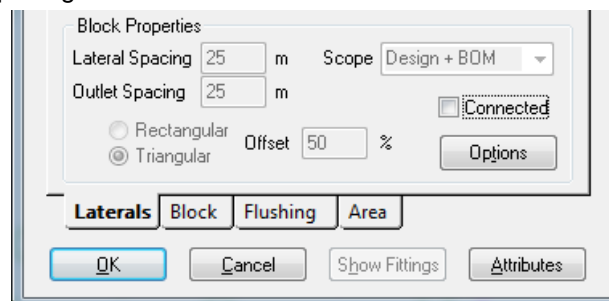 Block Properties
Lateral Spacing 25 m Scope Design + BOM
Outlet Spacing 25 m
Connected
Rectangular
Offset 50 %
Triangular
Options
Laterals Block Flushing Area
OK Cancel Show Fittings Attributes